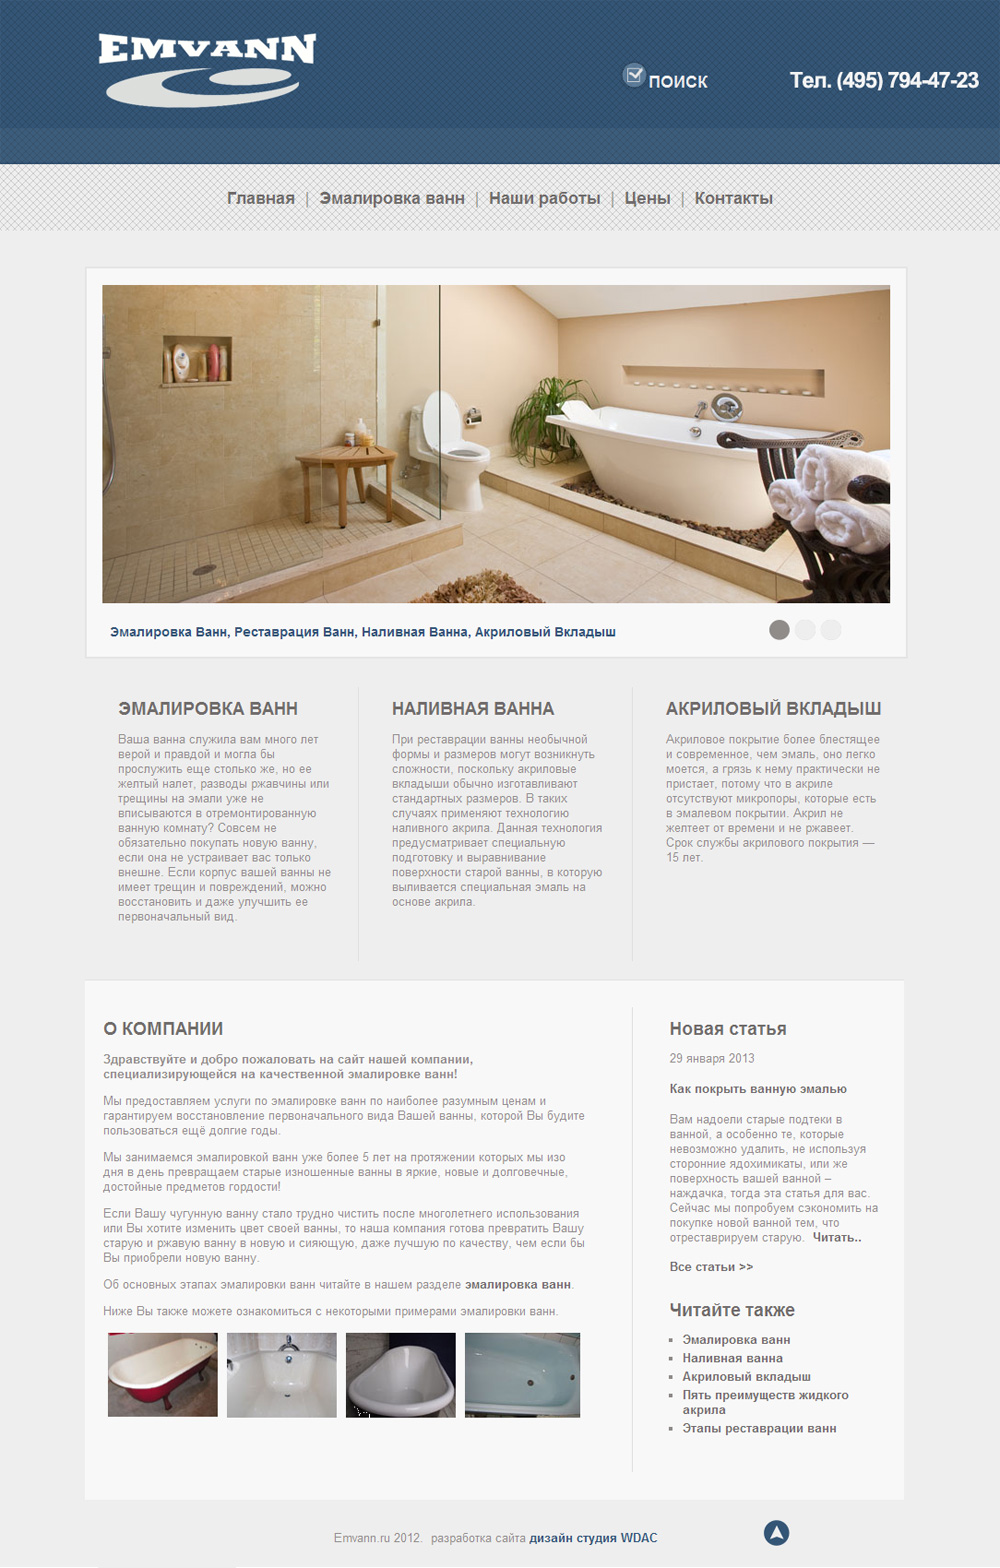 EMVANN
ПОИСК
Тел. (495) 794-47-23
Главная | Эмалировка ванн | Наши работы | Цены | Контакты
Эмалировка Ванн, Реставрация Ванн, Наливная Ванна, Акриловый Вкладыш
ЭМАЛИРОВКА ВАНН
Ваша ванна служила вам много лет
верой и правдой и могла бы
прослужить еще столько же, но ее
желтый налет, разводы ржавчины или
трещины на эмали уже не
вписываются в отремонтированную
ванную комнату? Совсем не
обязательно покупать новую ванну,
если она не устраивает вас только
внешне. Если корпус вашей ванны не
имеет трещин и повреждений, можно
восстановить и даже улучшить ее
первоначальный вид.
НАЛИВНАЯ ВАННА
При реставрации ванны необычной
формы и размеров могут возникнуть
сложности, поскольку акриловые
вкладыши обычно изготавливают
стандартных размеров. В таких
случаях применяют технологию
наливного акрила. Данная технология
предусматривает специальную
подготовку и выравнивание
поверхности старой ванны, в которую
выливается специальная эмаль на
основе акрила.
АКРИЛОВЫЙ ВКЛАДЫШ
Акриловое покрытие более блестящее
и современное, чем эмаль, оно легко
моется, а грязь к нему практически не
пристает, потому что в акриле
отсутствуют микропоры, которые есть
в эмалевом покрытии. Акрил не
желтеет от времени и не ржавеет.
Срок службы акрилового покрытия —
15 лет.
О КОМПАНИИ
Здравствуйте и добро пожаловать на сайт нашей компании,
специализирующейся на качественной эмалировке ванн!
Мы предоставляем услуги по эмалировке ванн по наиболее разумным ценам и
гарантируем восстановление первоначального вида Вашей ванны, которой Вы будите
пользоваться ещё долгие годы.
Мы занимаемся эмалировкой ванн уже более 5 лет на протяжении которых мы изо
дня в день превращаем старые изношенные ванны в яркие, новые и долговечные,
достойные предметов гордости!
Если Вашу чугунную ванну стало трудно чистить после многолетнего использования
или Вы хотите изменить цвет своей ванны, то наша компания готова превратить Вашу
старую и ржавую ванну в новую и сияющую, даже лучшую по качеству, чем если бы
Вы приобрели новую ванну.
Об основных этапах эмалировки ванн читайте в нашем разделе эмалировка ванн.
Ниже Вы также можете ознакомиться с некоторыми примерами эмалировки ванн.
Новая статья
29 января 2013
Как покрыть ванную эмалью
Вам надоели старые подтеки в
ванной, а особенно те, которые
невозможно удалить, не используя
сторонние ядохимикаты, или же
поверхность вашей ванной –
наждачка, тогда эта статья для вас.
Сейчас мы попробуем сэкономить на
покупке новой ванной тем, что
отреставрируем старую. Читать..
Все статьи >>
Читайте также
Эмалировка ванн
Наливная ванна
Акриловый вкладыш
Пять преимуществ жидкого
акрила
Этапы реставрации ванн
Emvann.ru 2012. разработка сайта дизайн студия WDAC